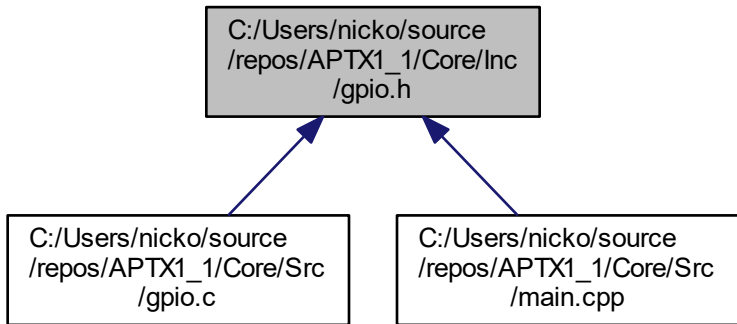 C:/Users/nicko/source
/repos/APTX1_1/Core/Inc
/gpio.h
C:/Users/nicko/source
/repos/APTX1_1/Core/Src
/gpio.c
C:/Users/nicko/source
/repos/APTX1_1/Core/Src
/main.cpp